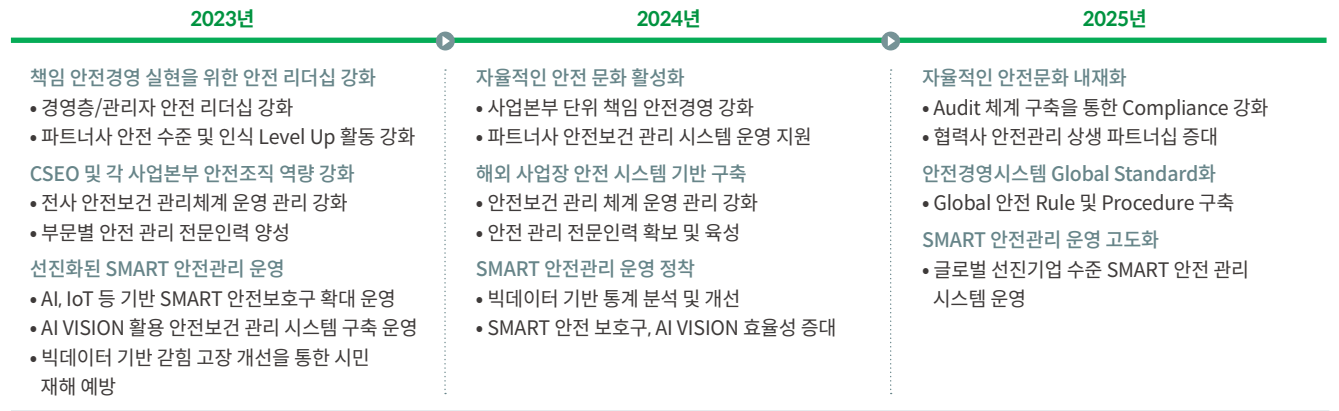 2023년
책임 안전경영 실현을 위한 안전 리더십 강화
• 경영층/관리자 안전 리더십 강화
• 파트너사 안전 수준 및 인식 Level Up 활동 강화
CSEO 및 각 사업본부 안전조직 역량 강화
• 전사 안전보건 관리체계 운영 관리 강화
• 부문별 안전 관리 전문인력 양성
선진화된 SMART 안전관리 운영
• AI, IoT 등 기반 SMART 안전보호구 확대 운영
• AI VISION 활용 안전보건 관리 시스템 구축 운영
• 빅데이터 기반 갇힘 고장 개선을 통한 시민
재해 예방
2024년
자율적인 안전 문화 활성화
• 사업본부 단위 책임 안전경영 강화
• 파트너사 안전보건 관리 시스템 운영 지원
해외 사업장 안전 시스템 기반 구축
• 안전보건 관리 체계 운영 관리 강화
• 안전 관리 전문인력 확보 및 육성
SMART 안전관리 운영 정착
• 빅데이터 기반 통계 분석 및 개선
• SMART 안전 보호구, AI VISION 효율성 증대
2025년
자율적인 안전문화 내재화
• Audit 체계 구축을 통한 Compliance 강화
• 협력사 안전관리 상생 파트너십 증대
안전경영시스템 Global Standard화
• Global 안전 Rule 및 Procedure 구축
SMART 안전관리 운영 고도화
• 글로벌 선진기업 수준 SMART 안전 관리
시스템 운영